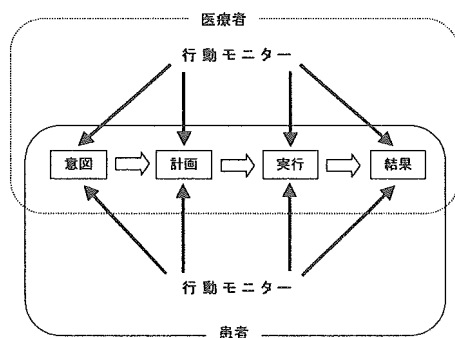 医療者
行動モニター
意図 計画 実行 結果
行動モニター
患者